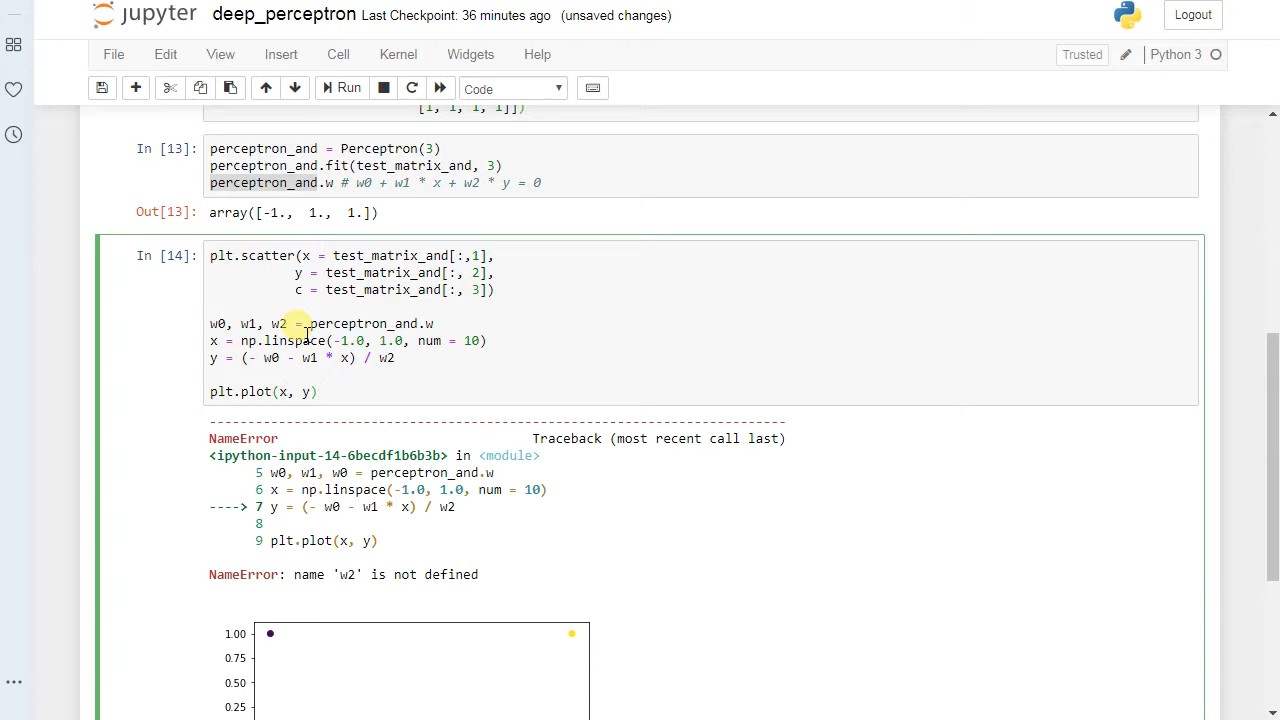 jupyter deep_perceptron Last Checkpoint: 36 minutes ago (unsaved changes) Logout
File Edit View Insert Cell Kernel Widgets Help Trusted Python 3
Run Code
[1, 1, 1, 1]])
In [13]: perceptron_and = Perceptron(3)
perceptron_and.fit(test_matrix_and, 3)
perceptron_and.w # w0 + w1 * x + w2 * y = 0
Out[13]: array([-1., 1., 1.])
In [14]: plt.scatter(x = test_matrix_and[:,1],
y = test_matrix_and[:, 2],
c = test_matrix_and[:, 3])
w0, w1, w2 = perceptron_and.w
x = np.linspace(-1.0, 1.0, num = 10)
y = (- w0 - w1 * x) / w2
plt.plot(x, y)
---------------------------------------------------------------------------
NameError Traceback (most recent call last)
<ipython-input-14-6becdf1b6b3b> in <module>
5 w0, w1, w0 = perceptron_and.w
6 x = np.linspace(-1.0, 1.0, num = 10)
----> 7 y = (- w0 - w1 * x) / w2
8
9 plt.plot(x, y)
NameError: name 'w2' is not defined
1.00
0.75
0.50
0.25